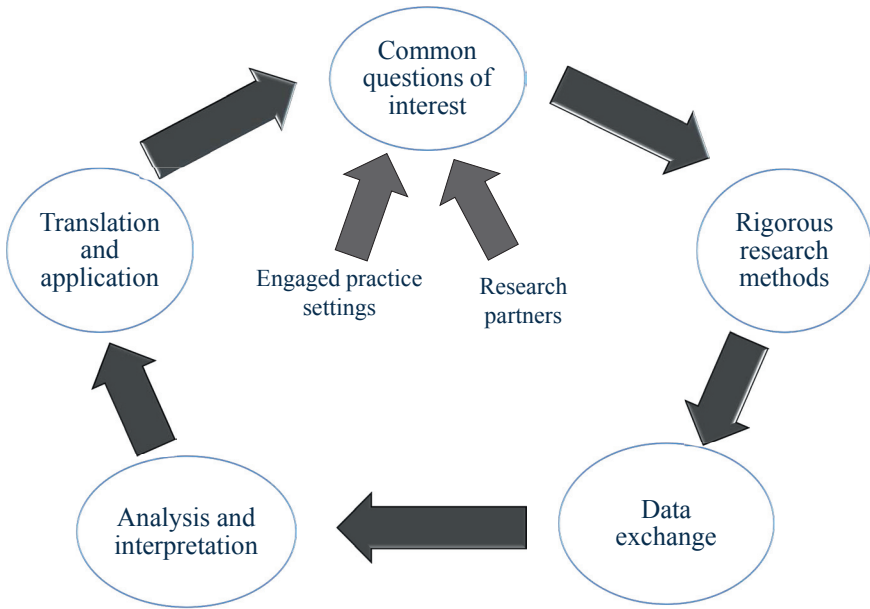 Common
questions of
interest
Rigorous
research
methods
Data
exchange
Analysis and
interpretation
Translation
and
application
Engaged practice
settings
Research
partners